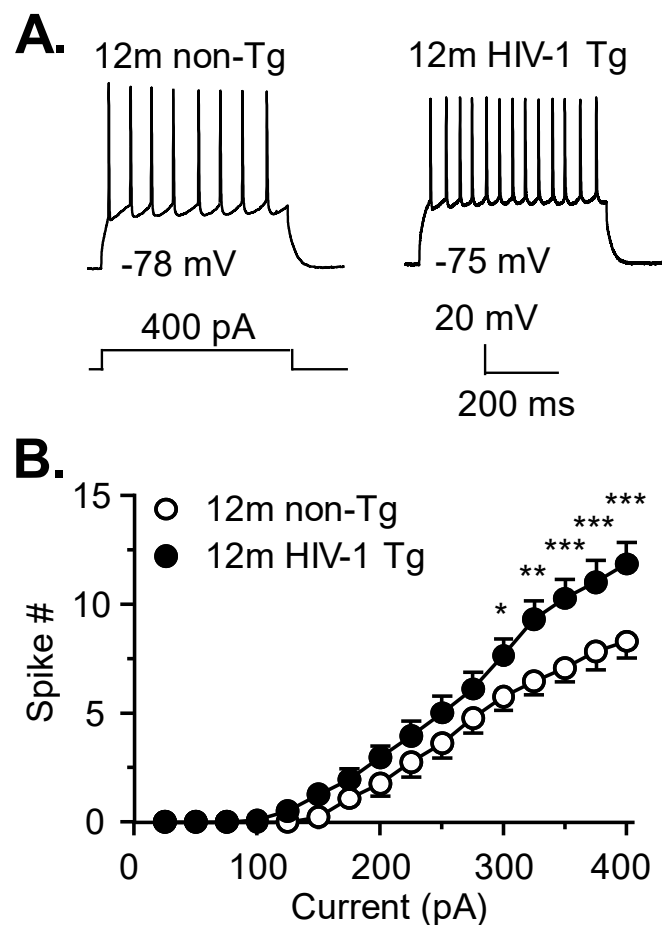 A.
12m non-Tg 12m HIV-1 Tg
-78 mV -75 mV
400 pA 20 mV
200 ms
B.
15
12m non-Tg
12m HIV-1 Tg
***
***
***
**
*
10
5
0
Spike #
0 100 200 300 400
Current (pA)